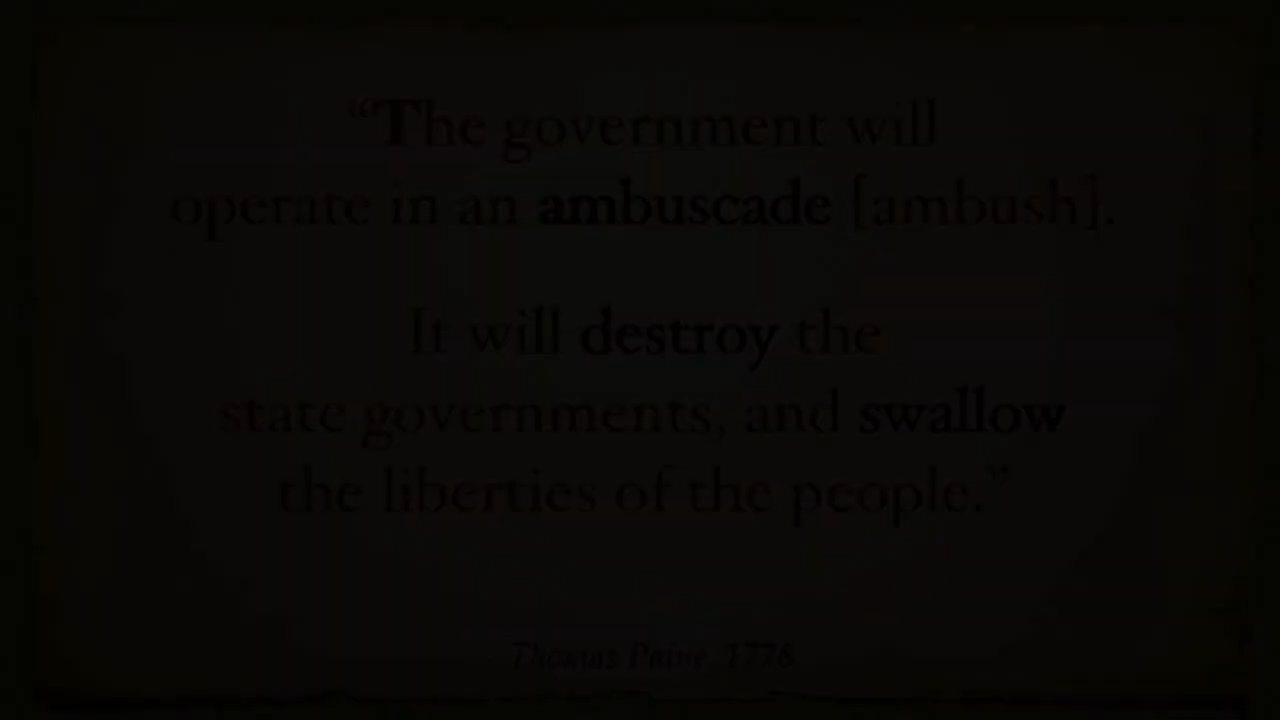 “The government will
operate in an ambuscade [ambush].
It will destroy the
state governments, and swallow
the liberties of the people.”
Thomas Paine, 1776